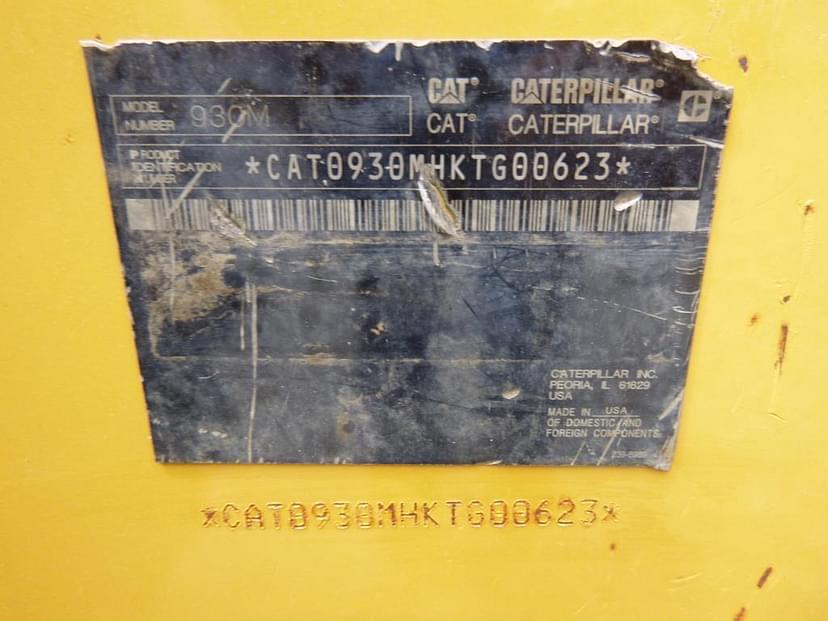 CAT® CATERPILLAR®
MODEL
NUMBER 930M
CAT® CATERPILLAR®
PRODUCT
IDENTIFICATION
NUMBER *CAT0930MHKTG00623*
CATERPILLAR INC.
PEORIA, IL 61629
USA
MADE IN USA
OF DOMESTIC AND
FOREIGN COMPONENTS
*CAT0930MHKTG00623*